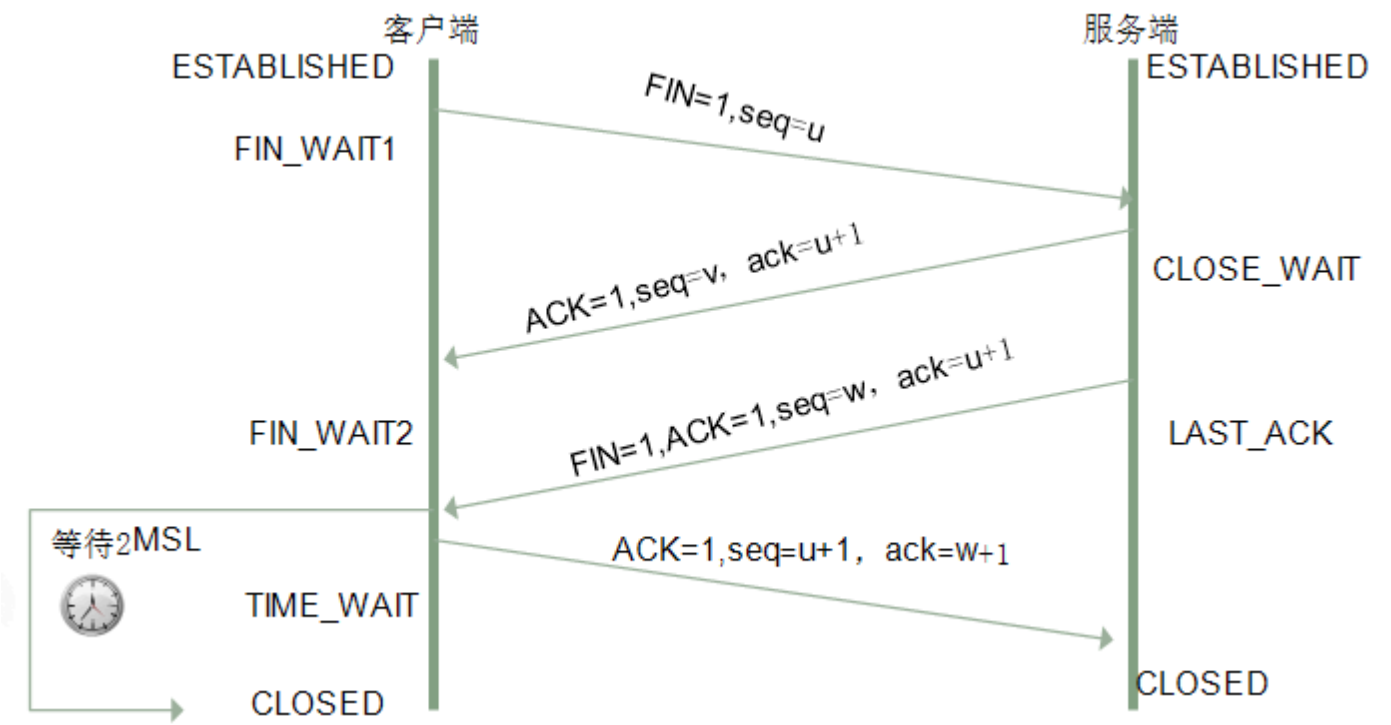 客户端
服务端
ESTABLISHED
ESTABLISHED
FIN=1,seq=u
FIN_WAIT1
ACK=1,seq=v，ack=u+1
CLOSE_WAIT
FIN=1,ACK=1,seq=w，ack=u+1
FIN_WAIT2
LAST_ACK
等待2MSL
ACK=1,seq=u+1，ack=w+1
TIME_WAIT
CLOSED
CLOSED